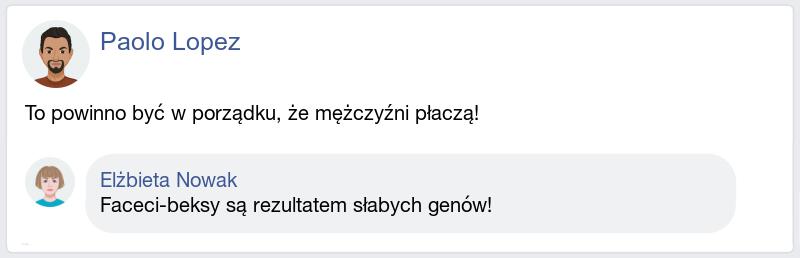 Paolo Lopez
To powinno być w porządku, że mężczyźni płaczą!
Elżbieta Nowak
Faceci-beksy są rezultatem słabych genów!